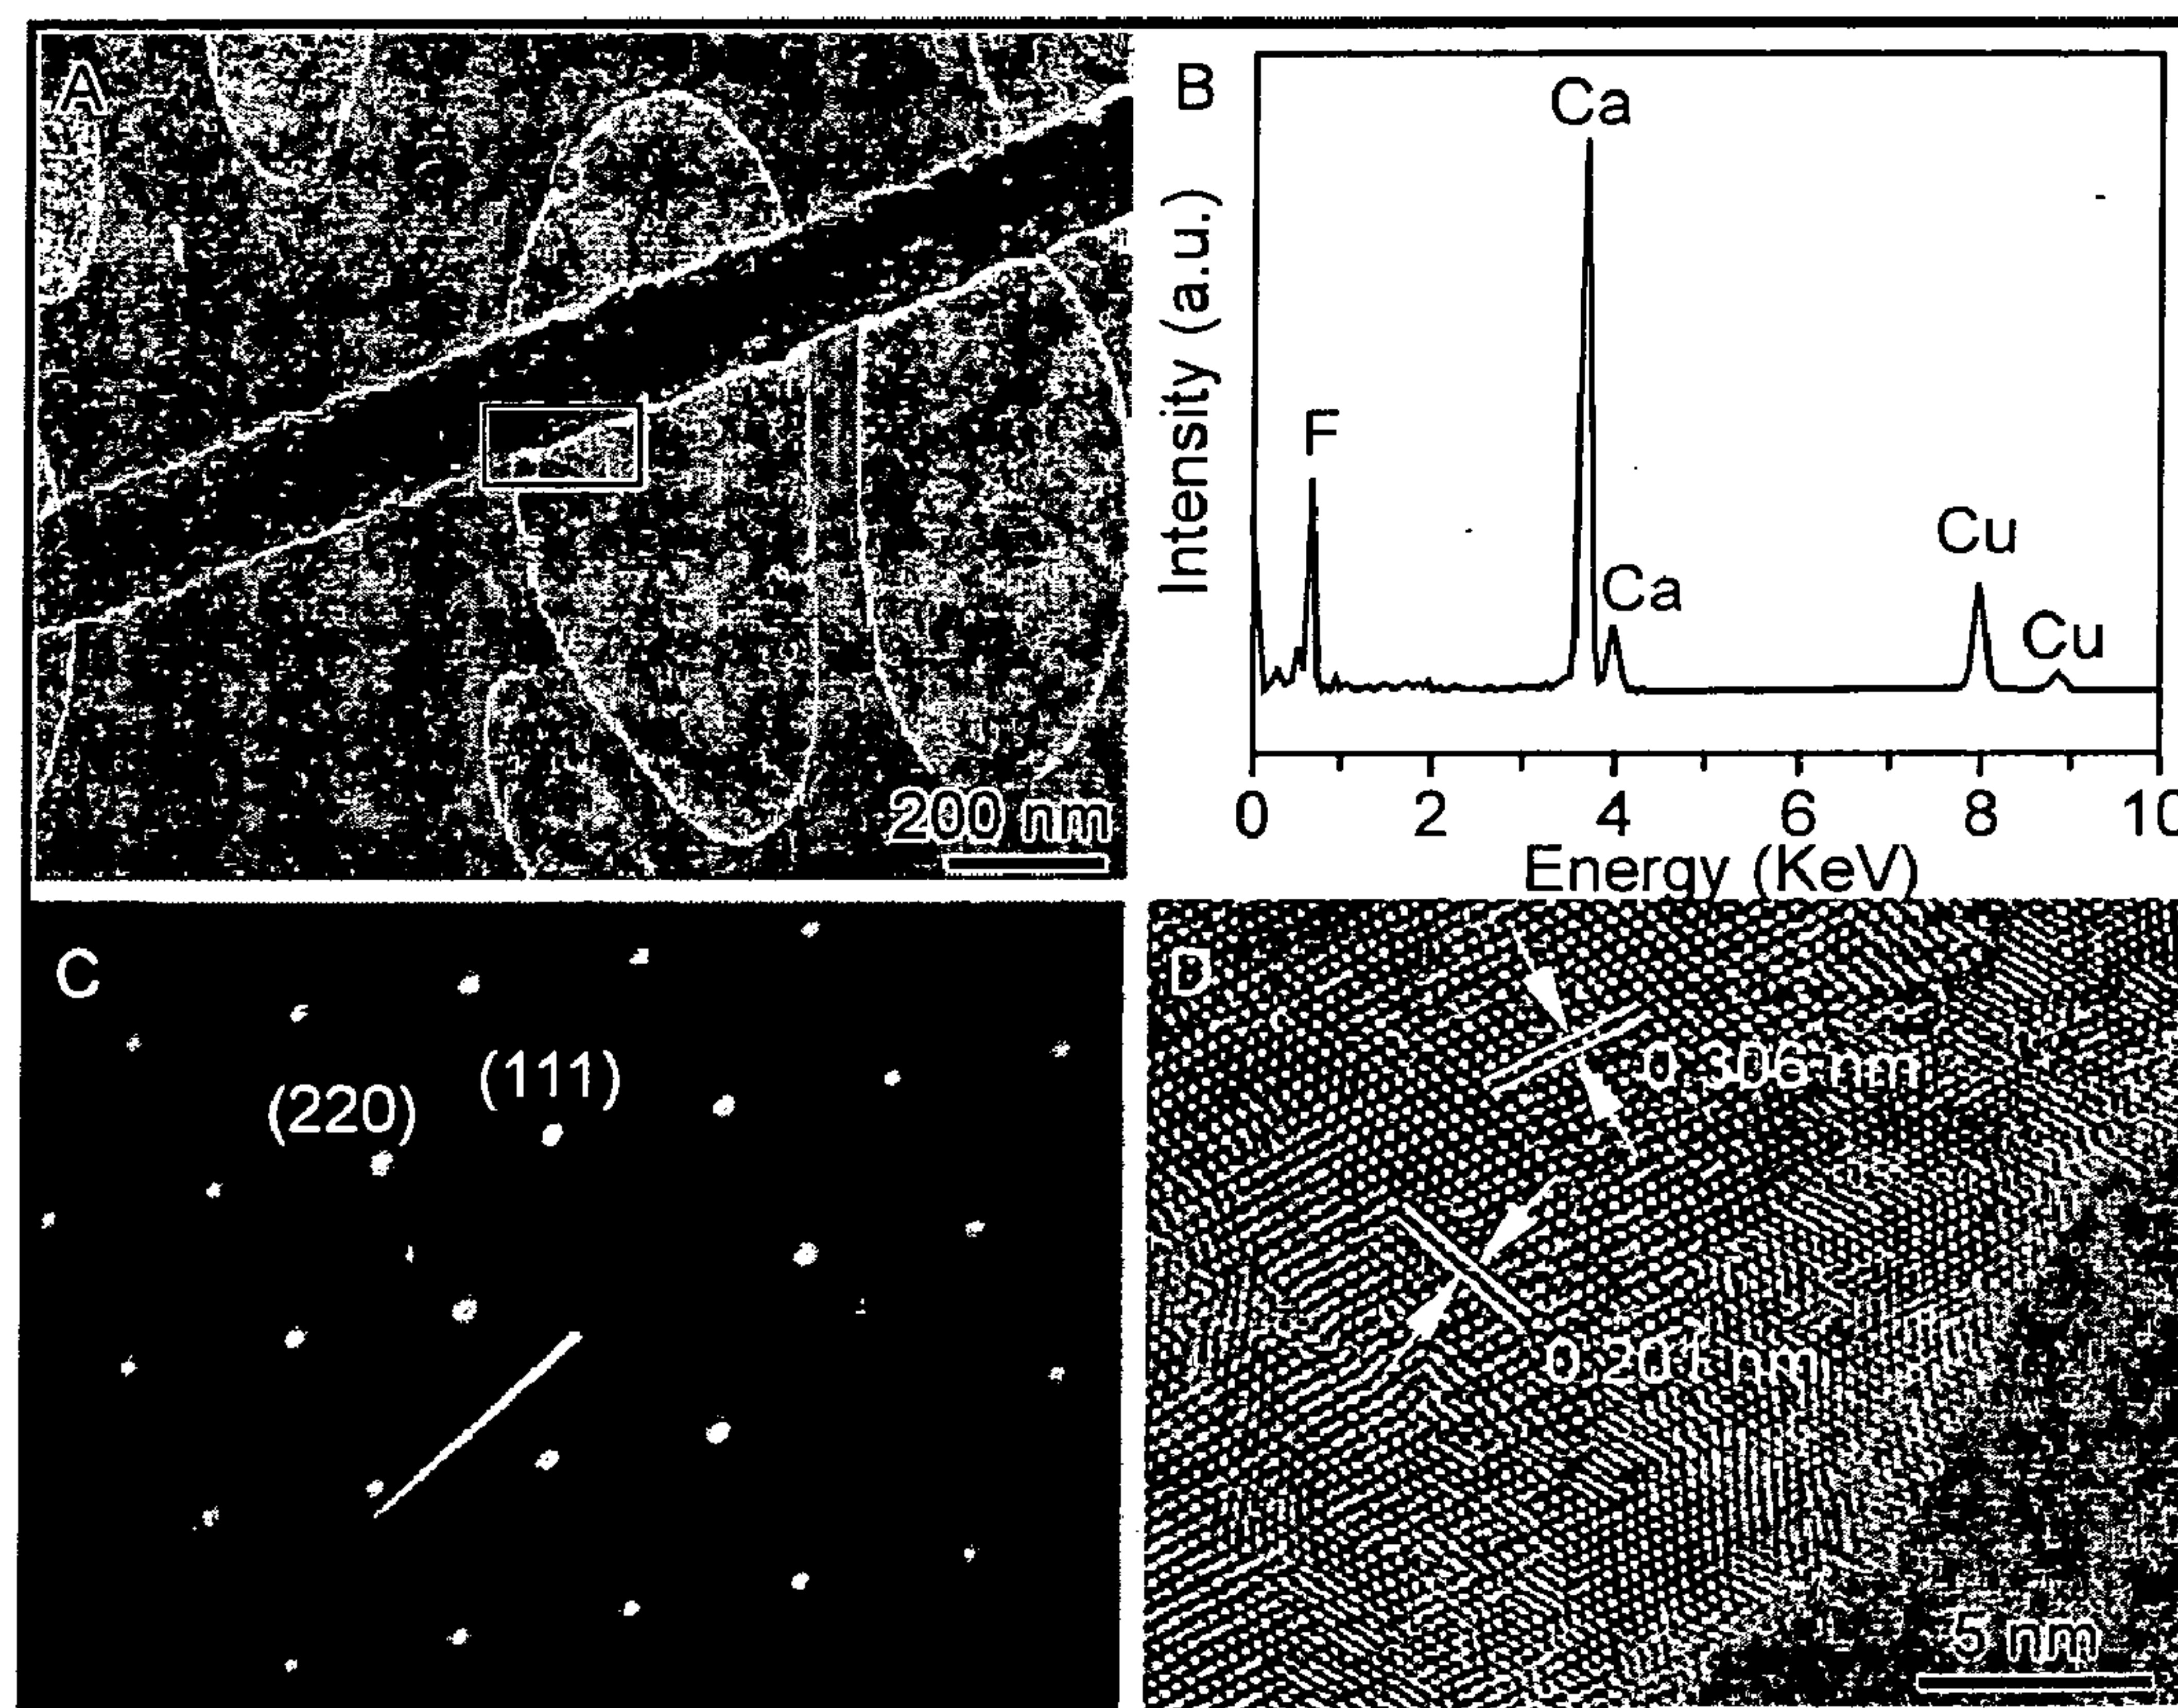 A
200 nm
B
Ca
F
Ca
Cu
Cu
Intensity (a.u.)
0 2 4 6 8 10
Energy (KeV)
C
(220)
(111)
D
0.306 nm
0.201 nm
5 nm